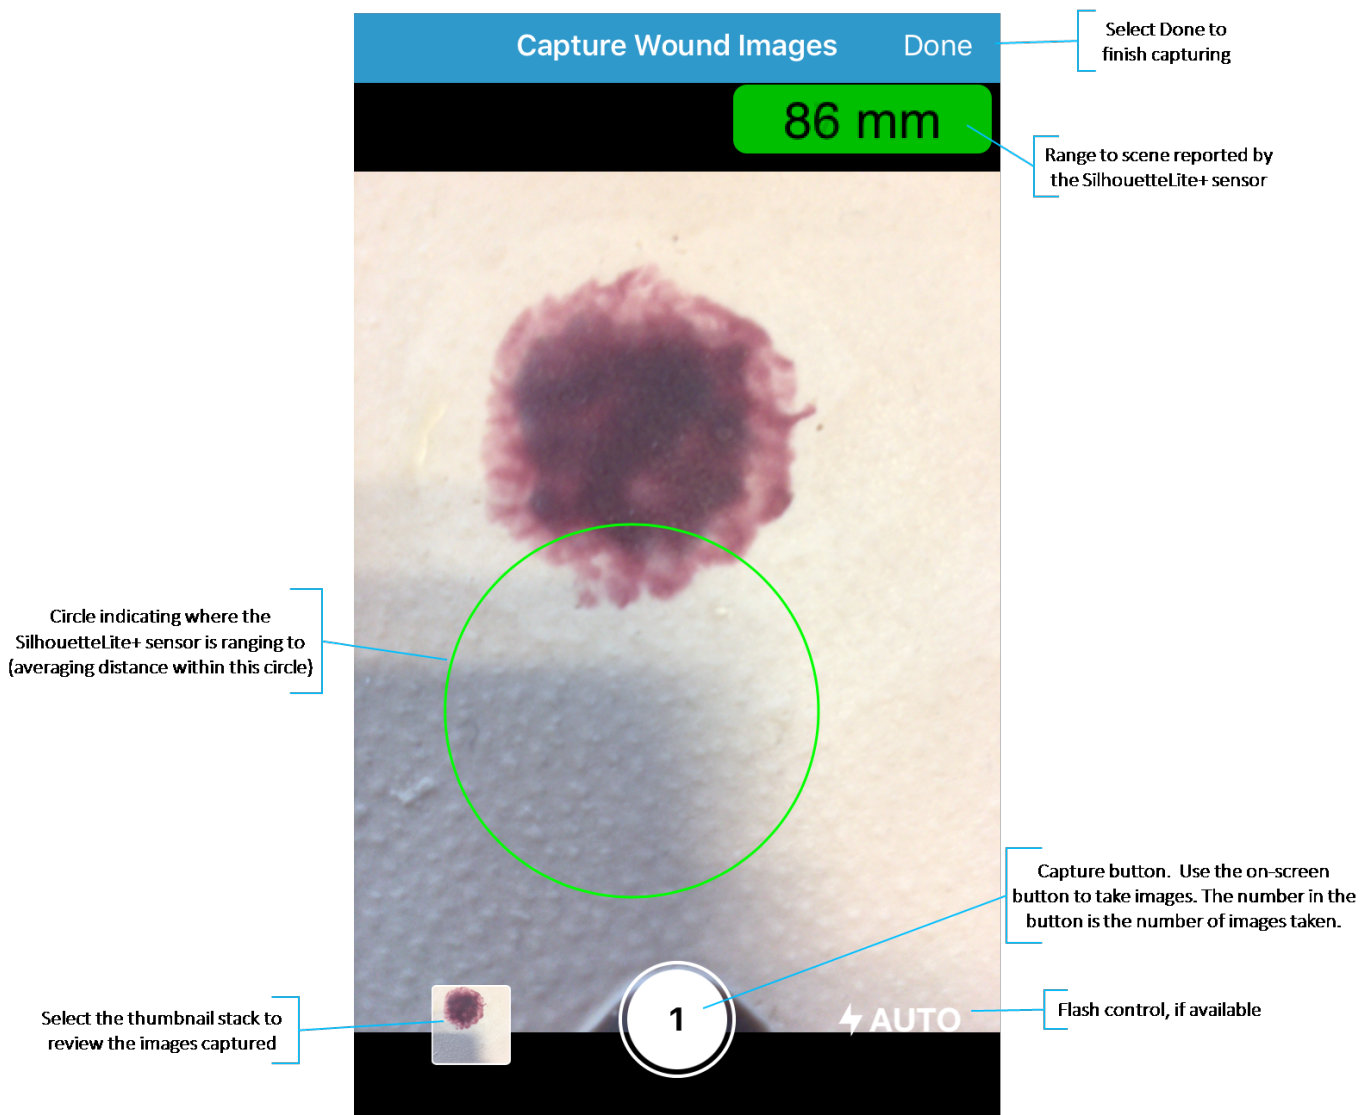 Capture Wound Images
Done
Select Done to
finish capturing
86 mm
Range to scene reported by
the SilhouetteLite+ sensor
Circle indicating where the
SilhouetteLite+ sensor is ranging to
(averaging distance within this circle)
Capture button.  Use the on-screen
button to take images. The number in the
button is the number of images taken.
Select the thumbnail stack to
review the images captured
1
AUTO
Flash control, if available